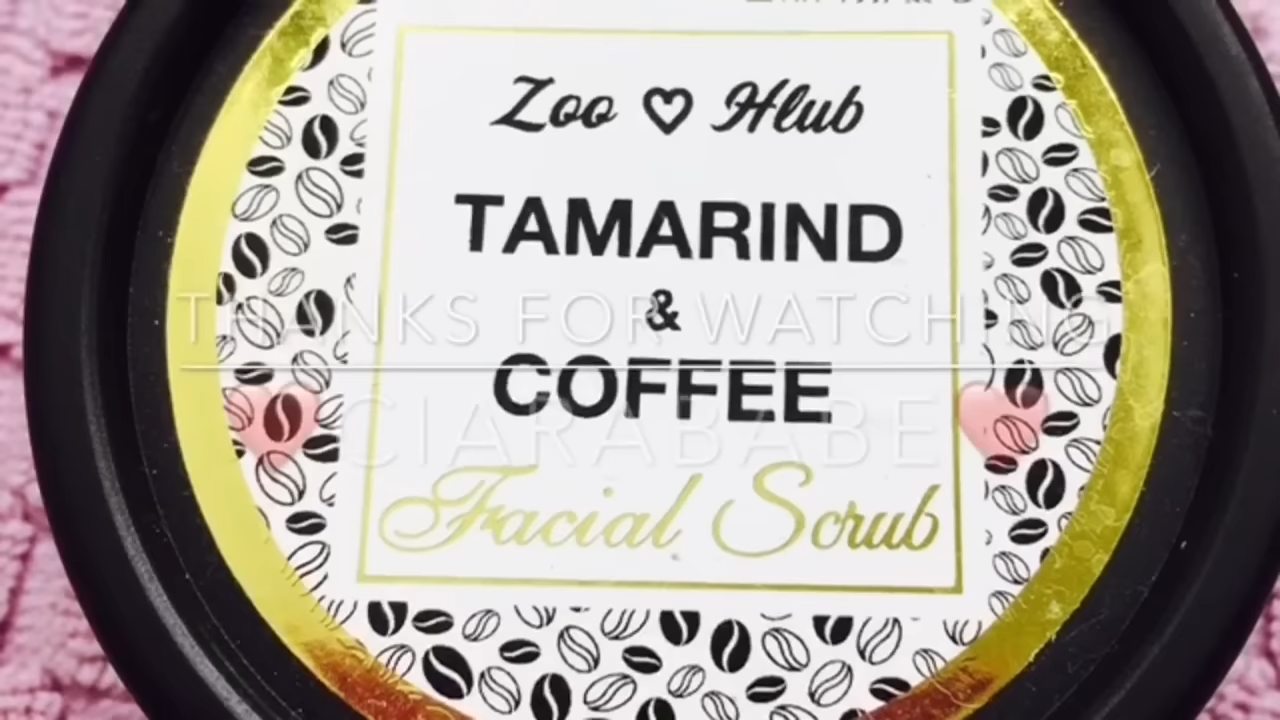 Zoo ♡ Hlub
TAMARIND
&
COFFEE
Facial Scrub
THANKS FOR WATCHING
CIARABABE